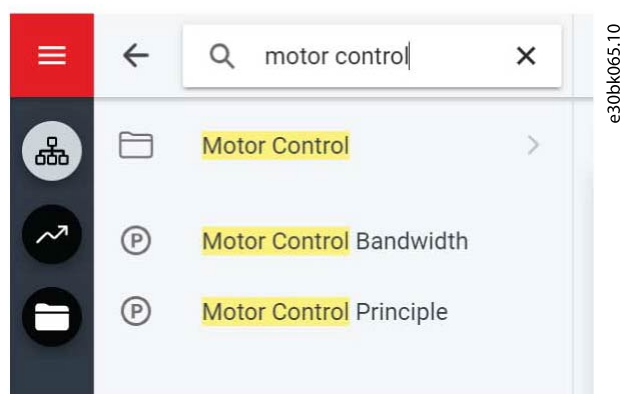 motor control
Motor Control
P
Motor Control Bandwidth
P
Motor Control Principle
e30bk065.10